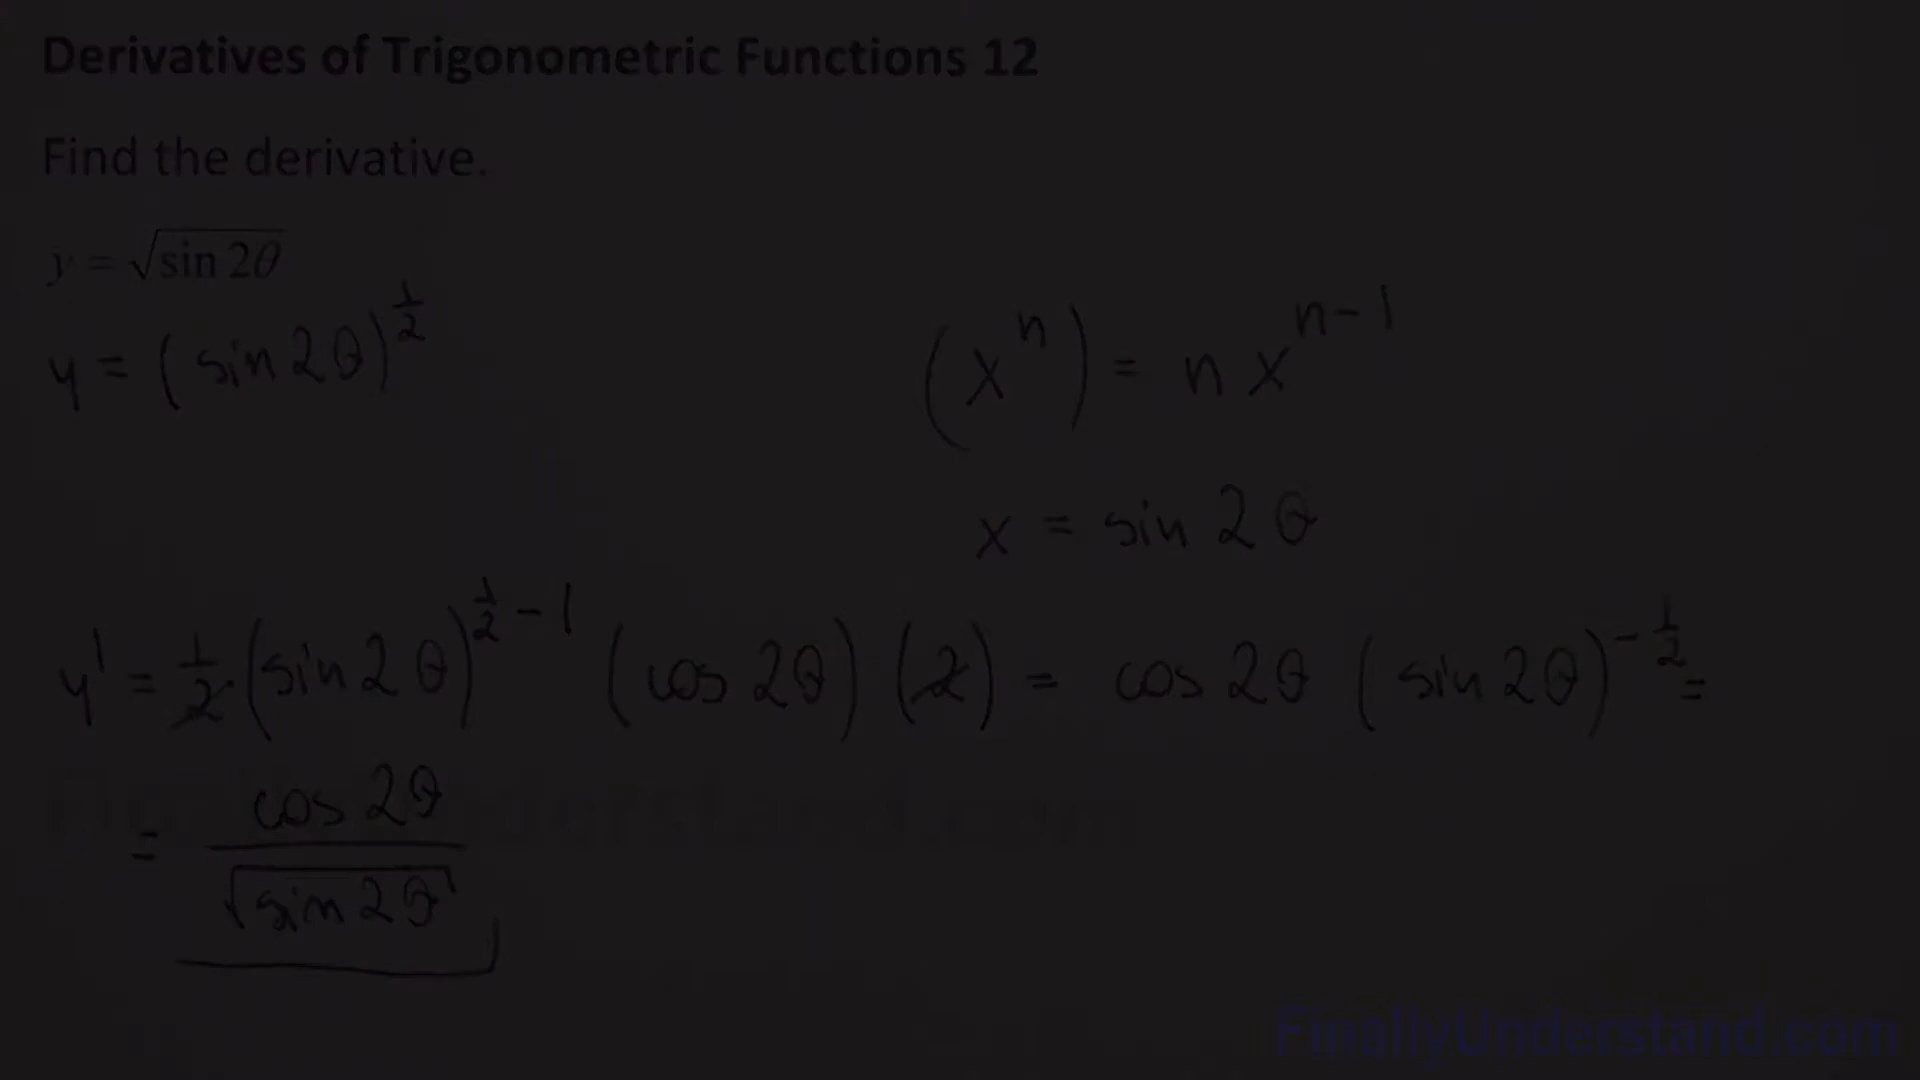 Derivatives of Trigonometric Functions 12
Find the derivative.
y = √sin 2θ
y = (sin 2θ)^½
(xⁿ) = n xⁿ⁻¹
x = sin 2θ
y' = ½ (sin 2θ)^(½ - 1) (cos 2θ) (2) = cos 2θ (sin 2θ)^(-½) =
= cos 2θ / √sin 2θ
FinallyUnderstand.com